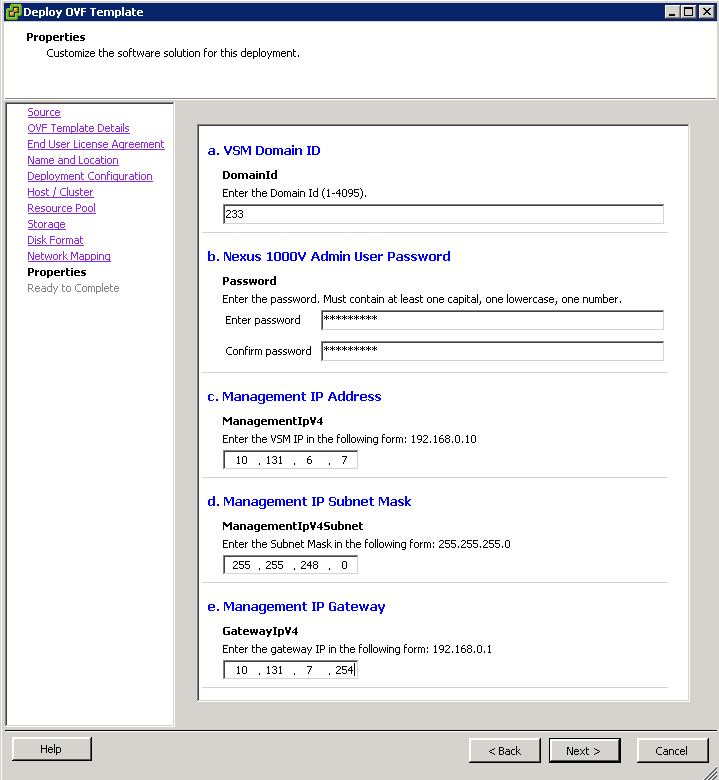 Deploy OVF Template
Properties
Customize the software solution for this deployment.
Source
OVF Template Details
End User License Agreement
Name and Location
Deployment Configuration
Host / Cluster
Resource Pool
Storage
Disk Format
Network Mapping
Properties
Ready to Complete
a. VSM Domain ID
DomainId
Enter the Domain Id (1-4095).
233
b. Nexus 1000V Admin User Password
Password
Enter the password. Must contain at least one capital, one lowercase, one number.
Enter password *********
Confirm password *********
c. Management IP Address
ManagementIpV4
Enter the VSM IP in the following form: 192.168.0.10
10 . 131 . 6 . 7
d. Management IP Subnet Mask
ManagementIpV4Subnet
Enter the Subnet Mask in the following form: 255.255.255.0
255 . 255 . 248 . 0
e. Management IP Gateway
GatewayIpV4
Enter the gateway IP in the following form: 192.168.0.1
10 . 131 . 7 . 254
Help < Back Next > Cancel